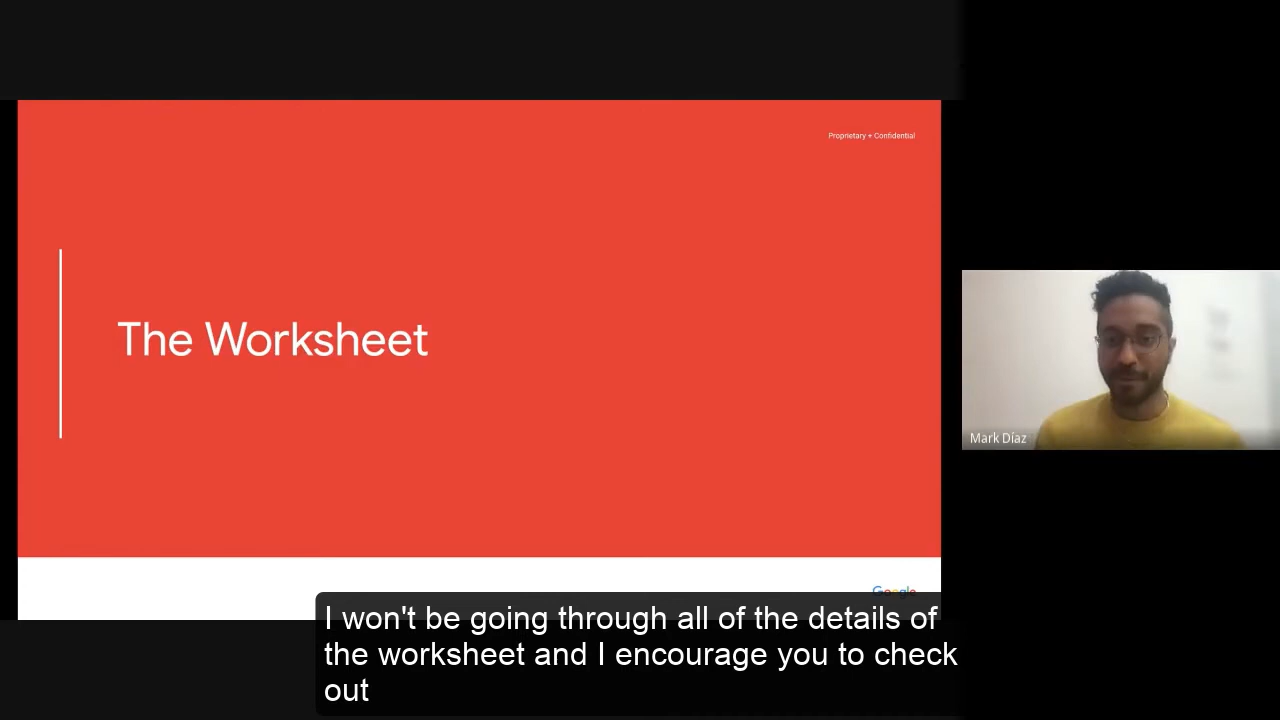 Proprietary + Confidential
The Worksheet
Mark Díaz
Google
I won't be going through all of the details of
the worksheet and I encourage you to check
out